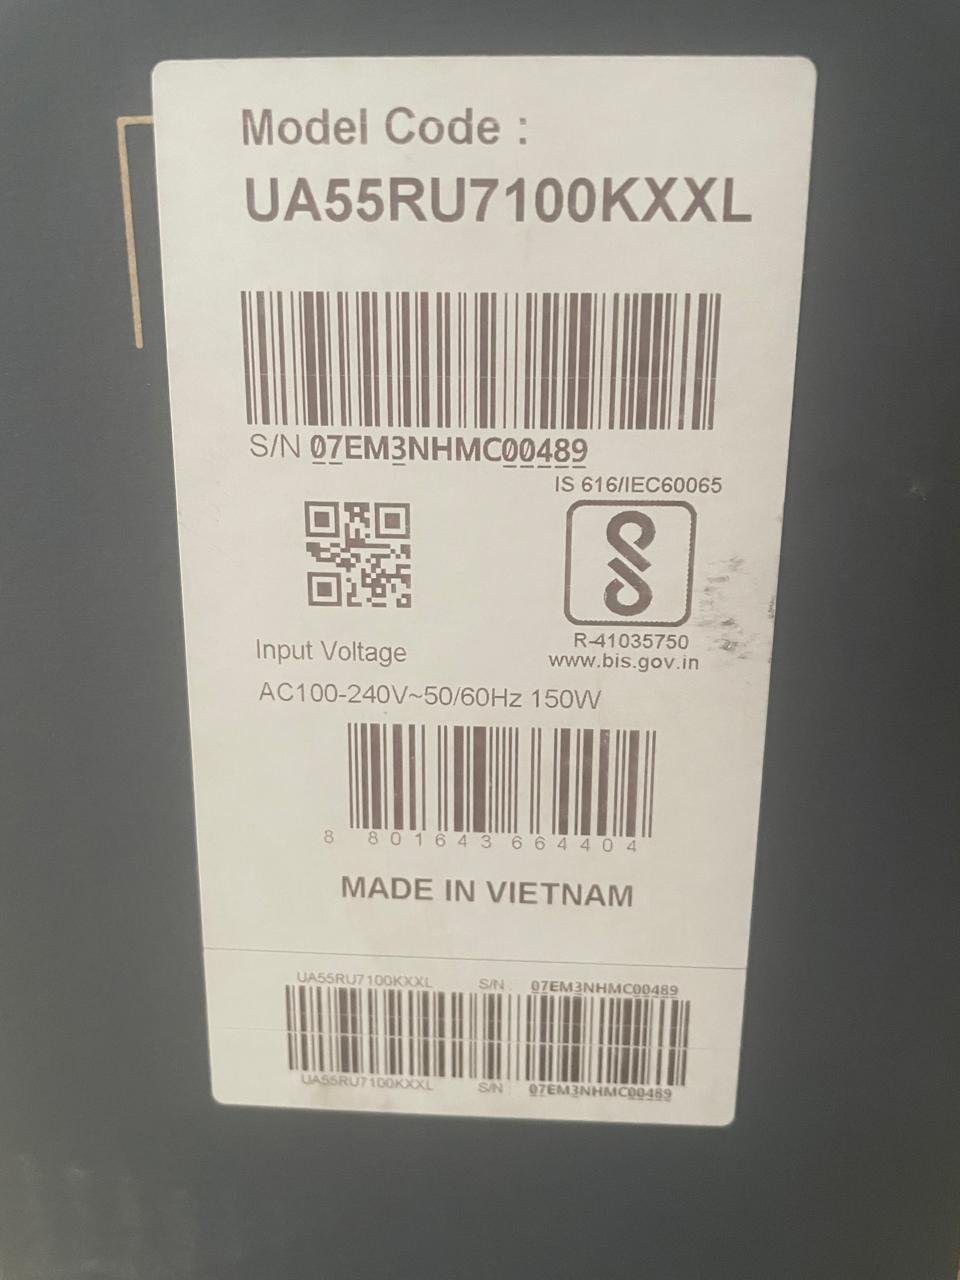 Model Code :
UA55RU7100KXXL
S/N 07EM3NHMC00489
IS 616/IEC60065
R-41035750
www.bis.gov.in
Input Voltage
AC100-240V~50/60Hz 150W
8 801643 664404
MADE IN VIETNAM
UA55RU7100KXXL S/N : 07EM3NHMC00489
UA55RU7100KXXL S/N : 07EM3NHMC00489